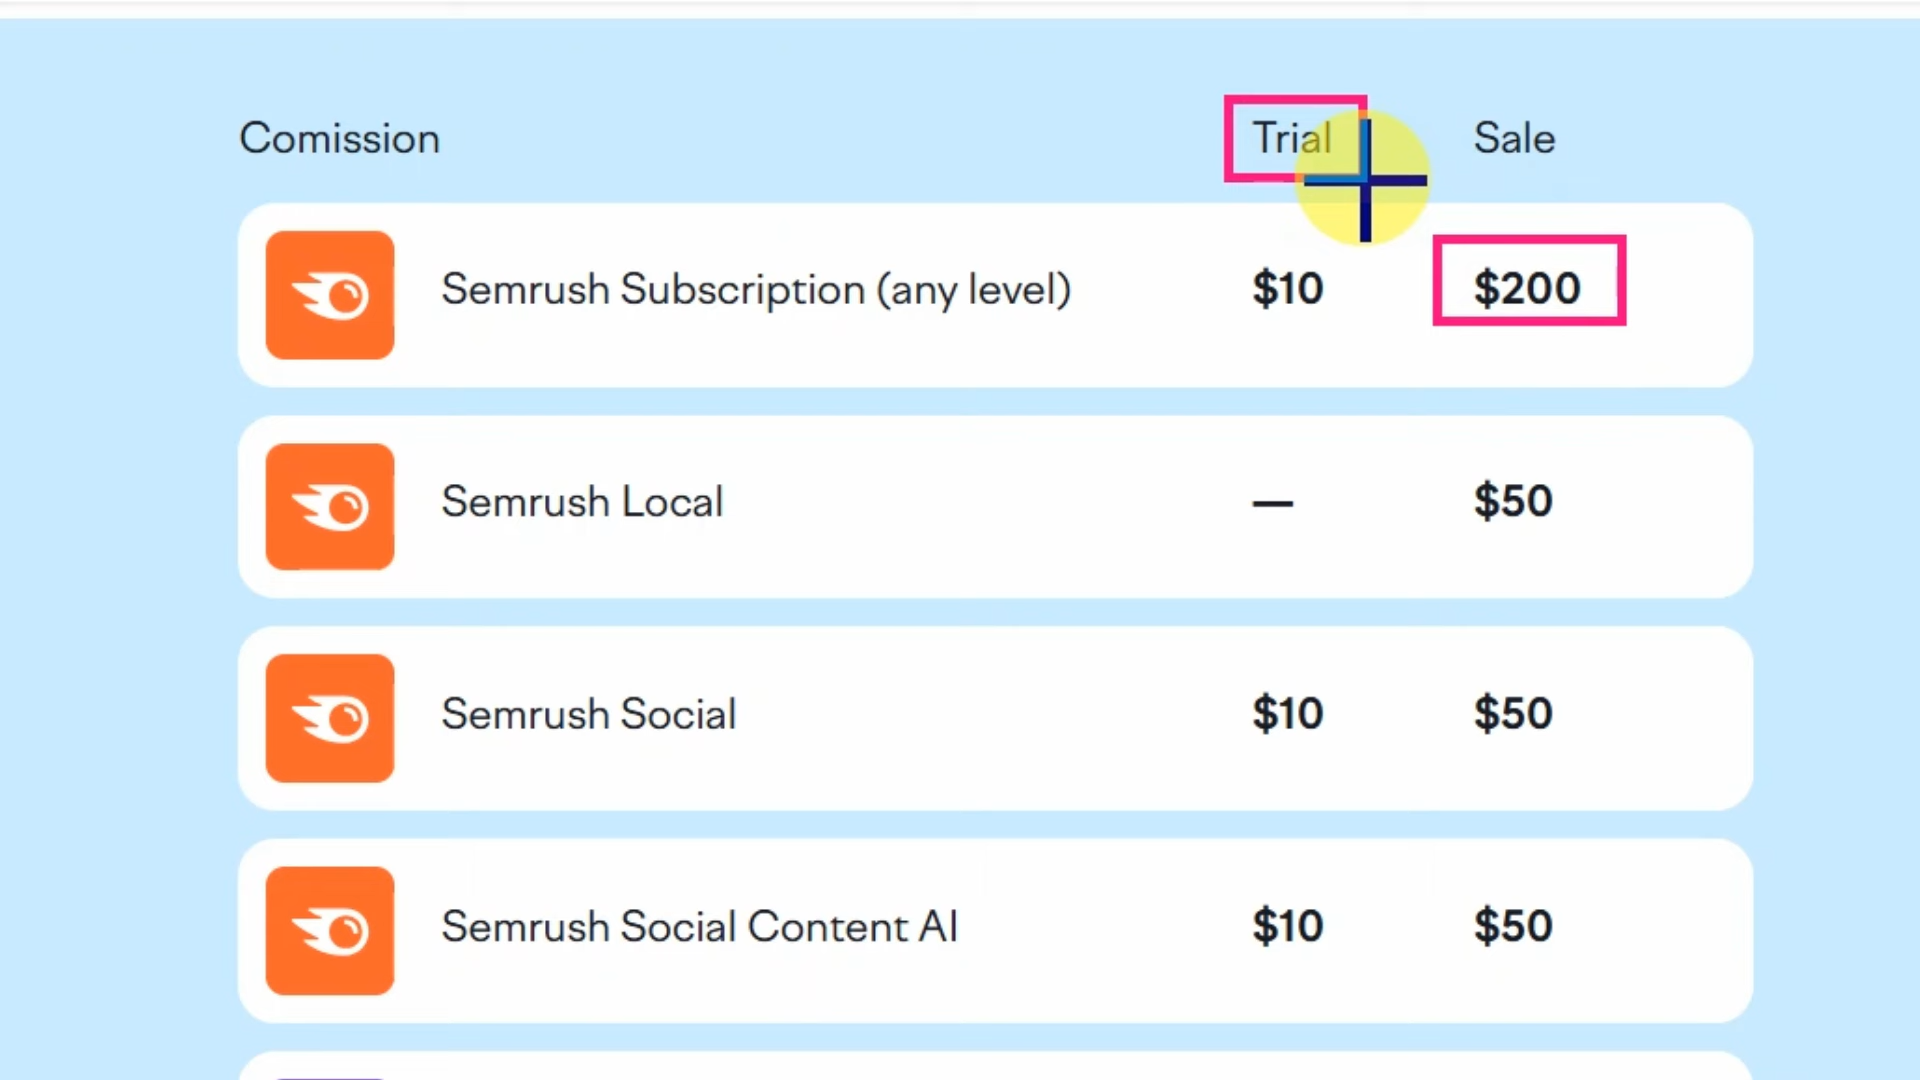 Comission Trial Sale
Semrush Subscription (any level) $10 $200
Semrush Local — $50
Semrush Social $10 $50
Semrush Social Content AI $10 $50